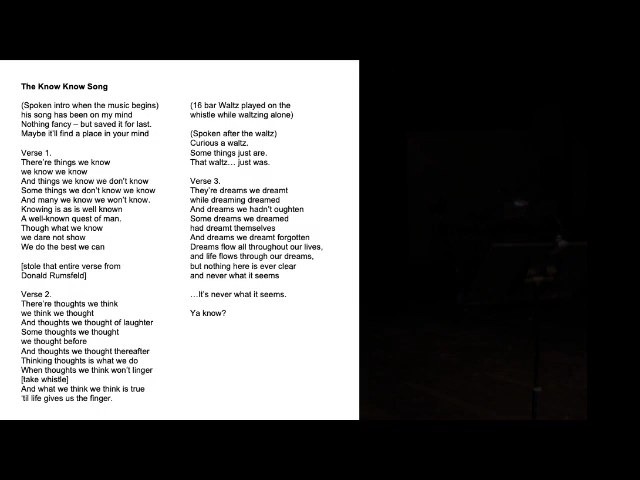 The Know Know Song
(Spoken intro when the music begins)
his song has been on my mind
Nothing fancy – but saved it for last.
Maybe it'll find a place in your mind
Verse 1.
There're things we know
we know we know
And things we know we don't know
Some things we don't know we know
And many we know we won't know.
Knowing is as is well known
A well-known quest of man.
Though what we know
we dare not show
We do the best we can
[stole that entire verse from
Donald Rumsfeld]
Verse 2.
There're thoughts we think
we think we thought
And thoughts we thought of laughter
Some thoughts we thought
we thought before
And thoughts we thought thereafter
Thinking thoughts is what we do
When thoughts we think won't linger
[take whistle]
And what we think we think is true
'til life gives us the finger.
(16 bar Waltz played on the
whistle while waltzing alone)
(Spoken after the waltz)
Curious a waltz.
Some things just are.
That waltz… just was.
Verse 3.
They're dreams we dreamt
while dreaming dreamed
And dreams we hadn't oughten
Some dreams we dreamed
had dreamt themselves
And dreams we dreamt forgotten
Dreams flow all throughout our lives,
and life flows through our dreams,
but nothing here is ever clear
and never what it seems
…It's never what it seems.
Ya know?